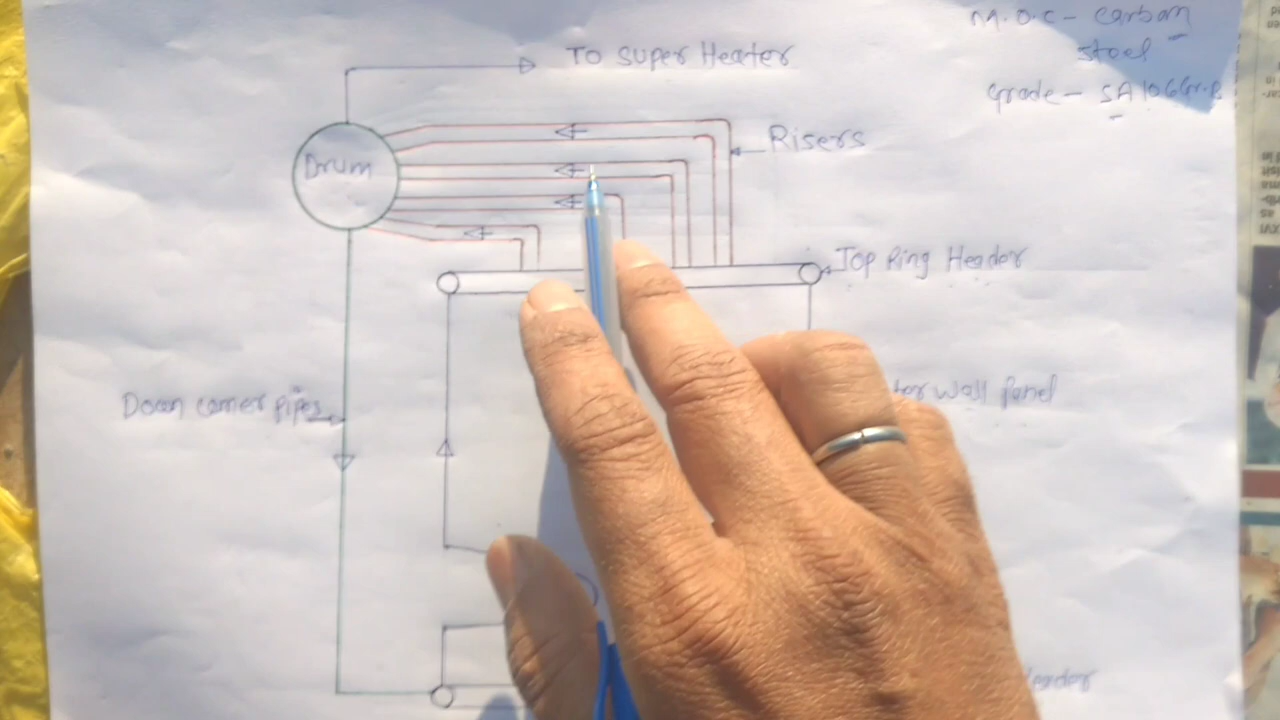 M.O.C - Carbon
Steel
Grade - SA106Gr.B
TO Super Heater
Drum
Risers
Top Ring Header
Down comer pipes
wall Panel